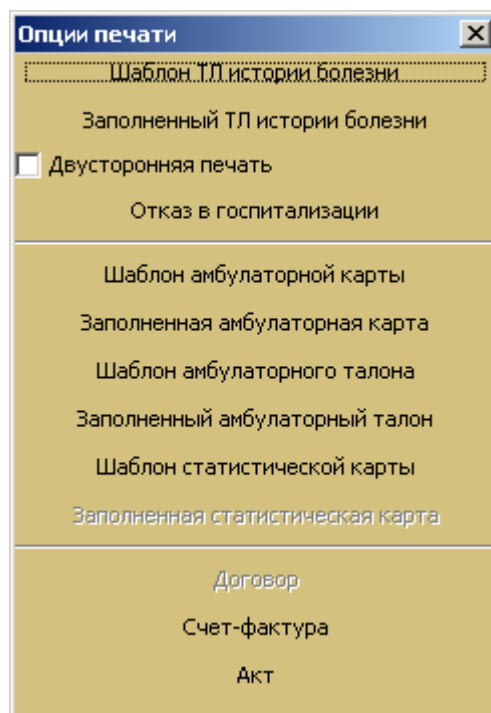 Опции печати
Шаблон ТЛ истории болезни
Заполненный ТЛ истории болезни
Двусторонняя печать
Отказ в госпитализации
Шаблон амбулаторной карты
Заполненная амбулаторная карта
Шаблон амбулаторного талона
Заполненный амбулаторный талон
Шаблон статистической карты
Заполненная статистическая карта
Договор
Счет-фактура
Акт